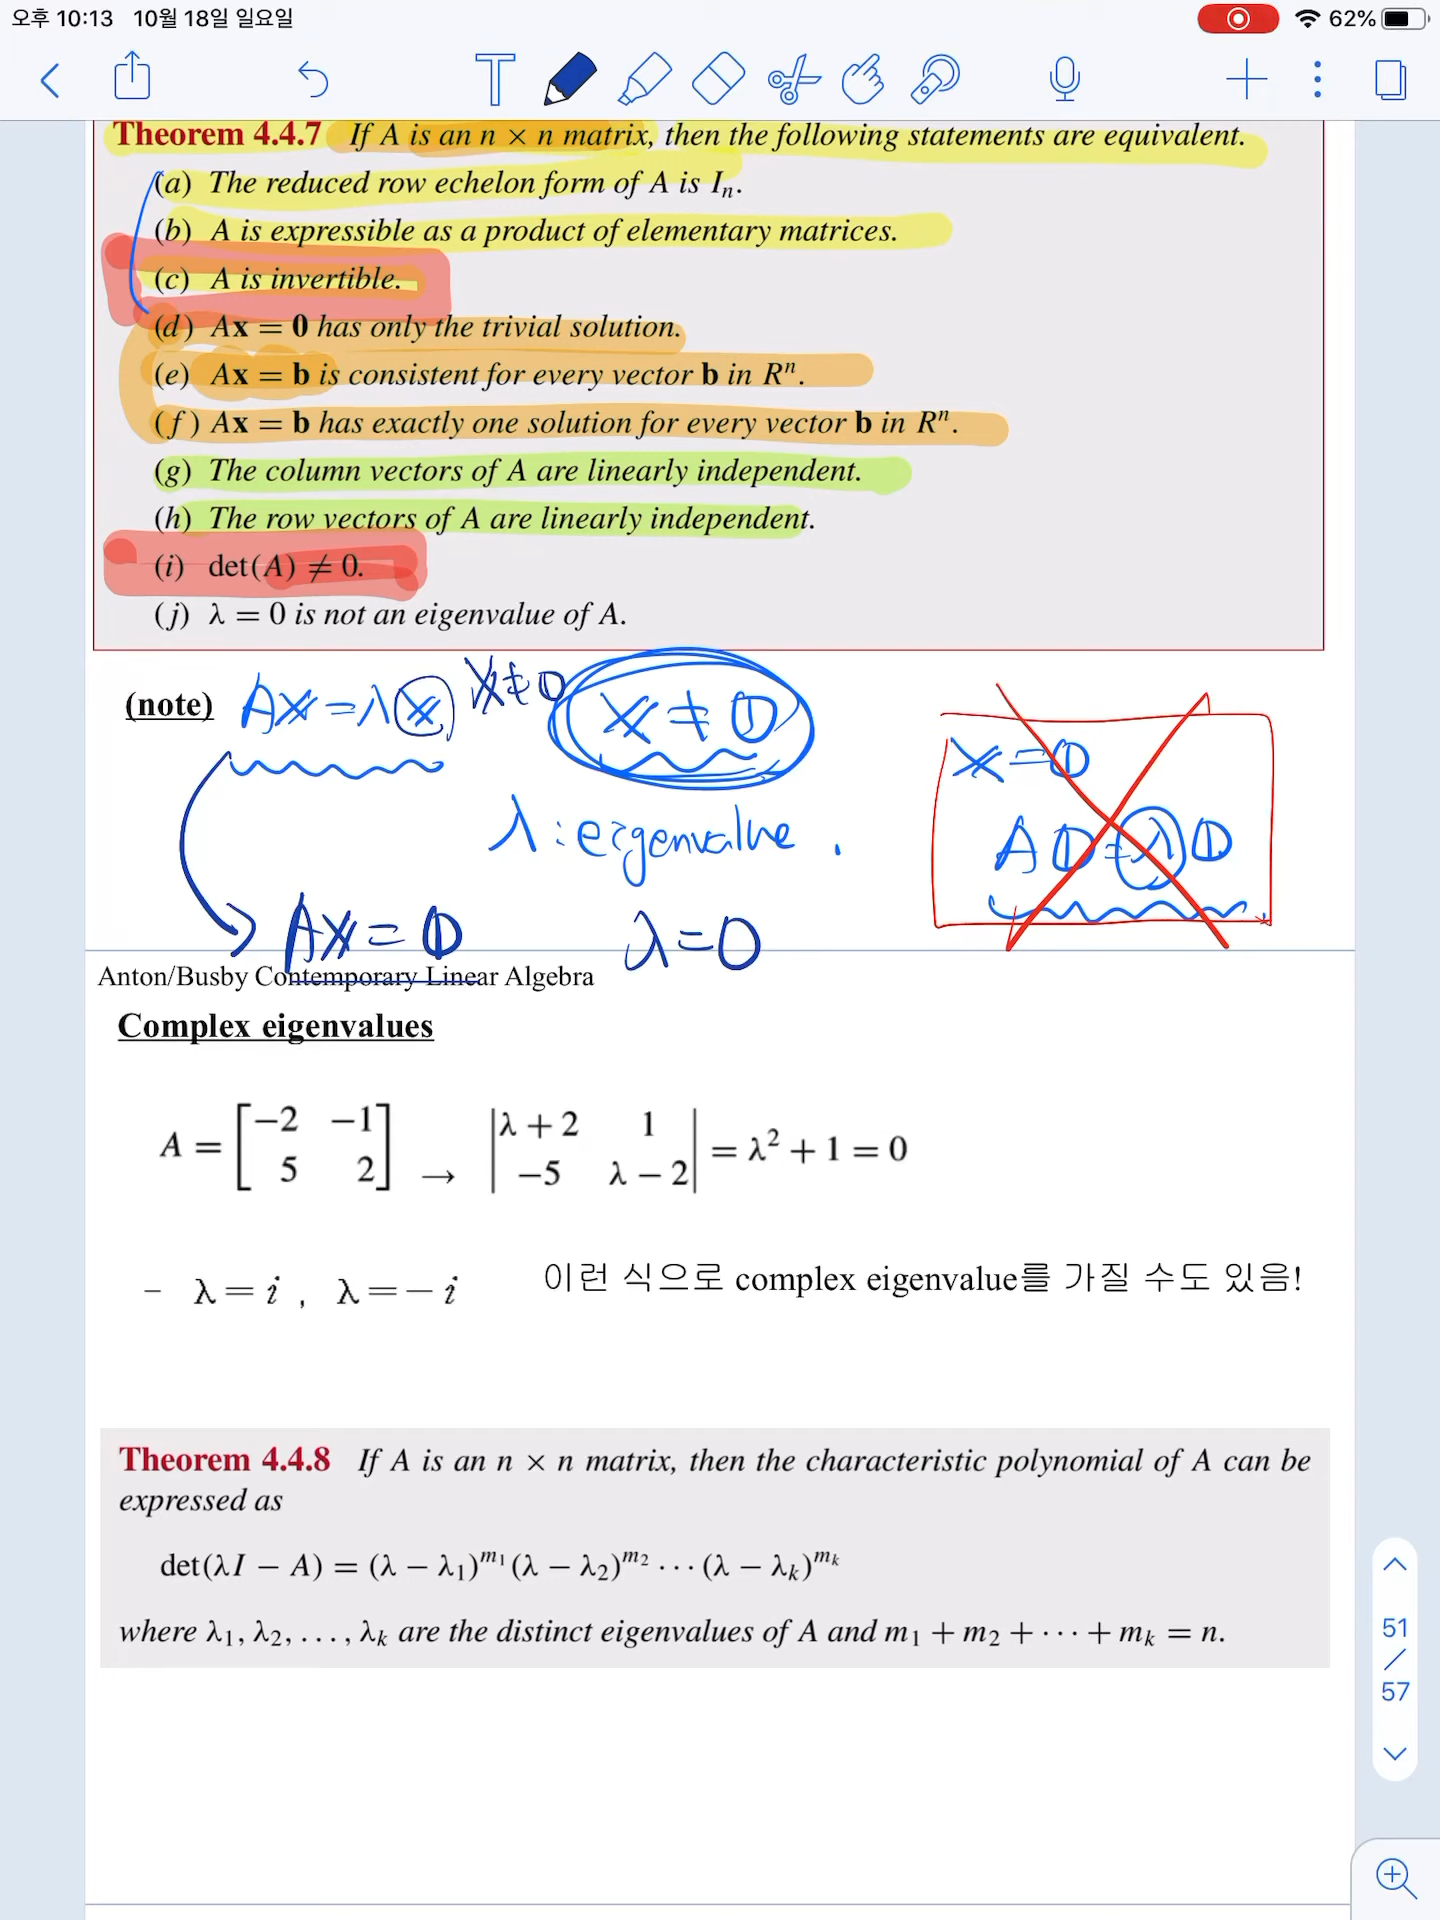 오후 10:13 10월 18일 일요일 62%
T
Theorem 4.4.7 If A is an n × n matrix, then the following statements are equivalent.
(a) The reduced row echelon form of A is Iₙ.
(b) A is expressible as a product of elementary matrices.
(c) A is invertible.
(d) Ax = 0 has only the trivial solution.
(e) Ax = b is consistent for every vector b in Rⁿ.
(f) Ax = b has exactly one solution for every vector b in Rⁿ.
(g) The column vectors of A are linearly independent.
(h) The row vectors of A are linearly independent.
(i) det(A) ≠ 0.
(j) λ = 0 is not an eigenvalue of A.
(note) Ax = λx x ≠ 0 x ≠ 0
x = 0
λ : eigenvalue .
A0 = λ0
Ax = 0 λ = 0
Anton/Busby Contemporary Linear Algebra
Complex eigenvalues
A = [−2 −1; 5 2] → |λ + 2 1; −5 λ − 2| = λ² + 1 = 0
− λ = i , λ = − i 이런 식으로 complex eigenvalue를 가질 수도 있음!
Theorem 4.4.8 If A is an n × n matrix, then the characteristic polynomial of A can be
expressed as
det(λI − A) = (λ − λ₁)^m₁ (λ − λ₂)^m₂ ··· (λ − λₖ)^mₖ
where λ₁, λ₂, ..., λₖ are the distinct eigenvalues of A and m₁ + m₂ + ··· + mₖ = n.
51
/
57